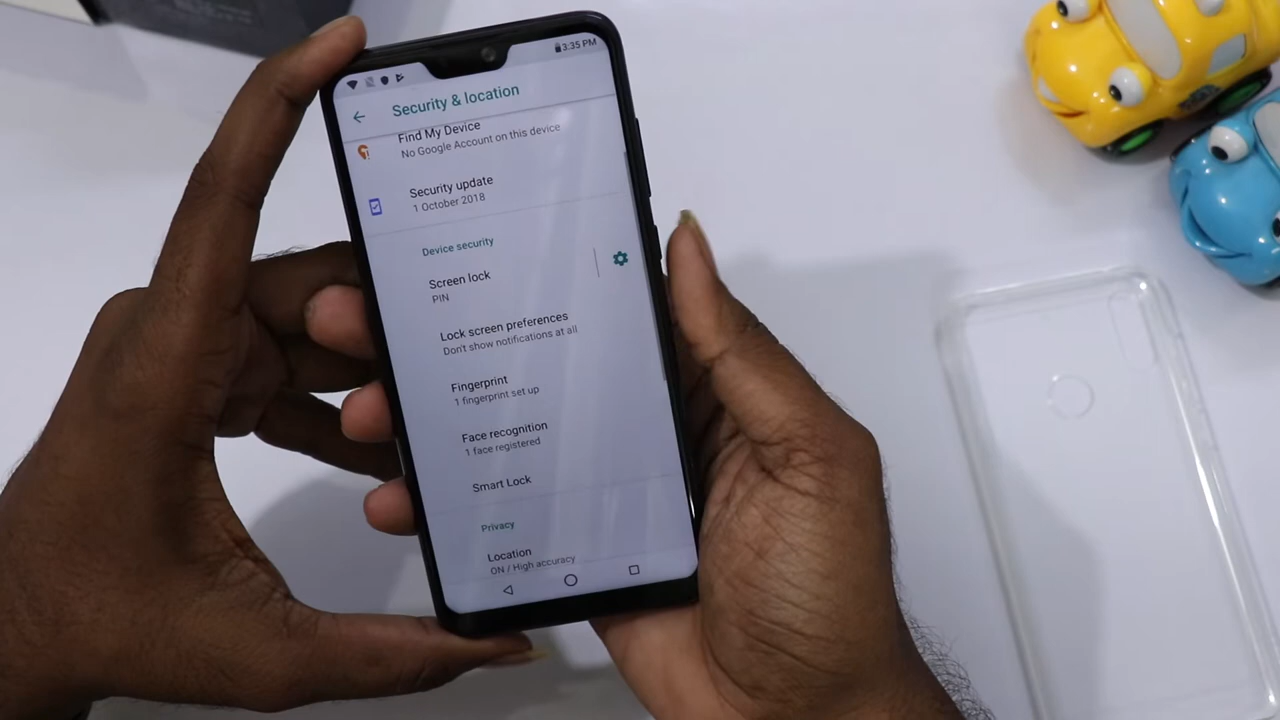 3:35 PM
Security & location
Find My Device
No Google Account on this device
Security update
1 October 2018
Device security
Screen lock
PIN
Lock screen preferences
Don't show notifications at all
Fingerprint
1 fingerprint set up
Face recognition
1 face registered
Smart Lock
Privacy
Location
ON / High accuracy